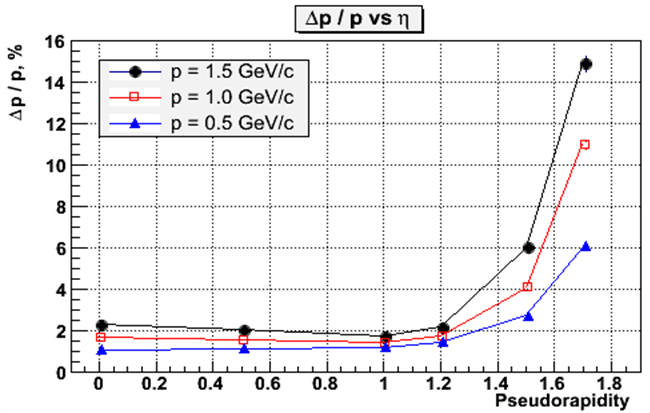 Δp / p vs η
Δp / p, %
16
14
12
10
8
6
4
2
0
p = 1.5 GeV/c
p = 1.0 GeV/c
p = 0.5 GeV/c
0 0.2 0.4 0.6 0.8 1 1.2 1.4 1.6 1.8
Pseudorapidity